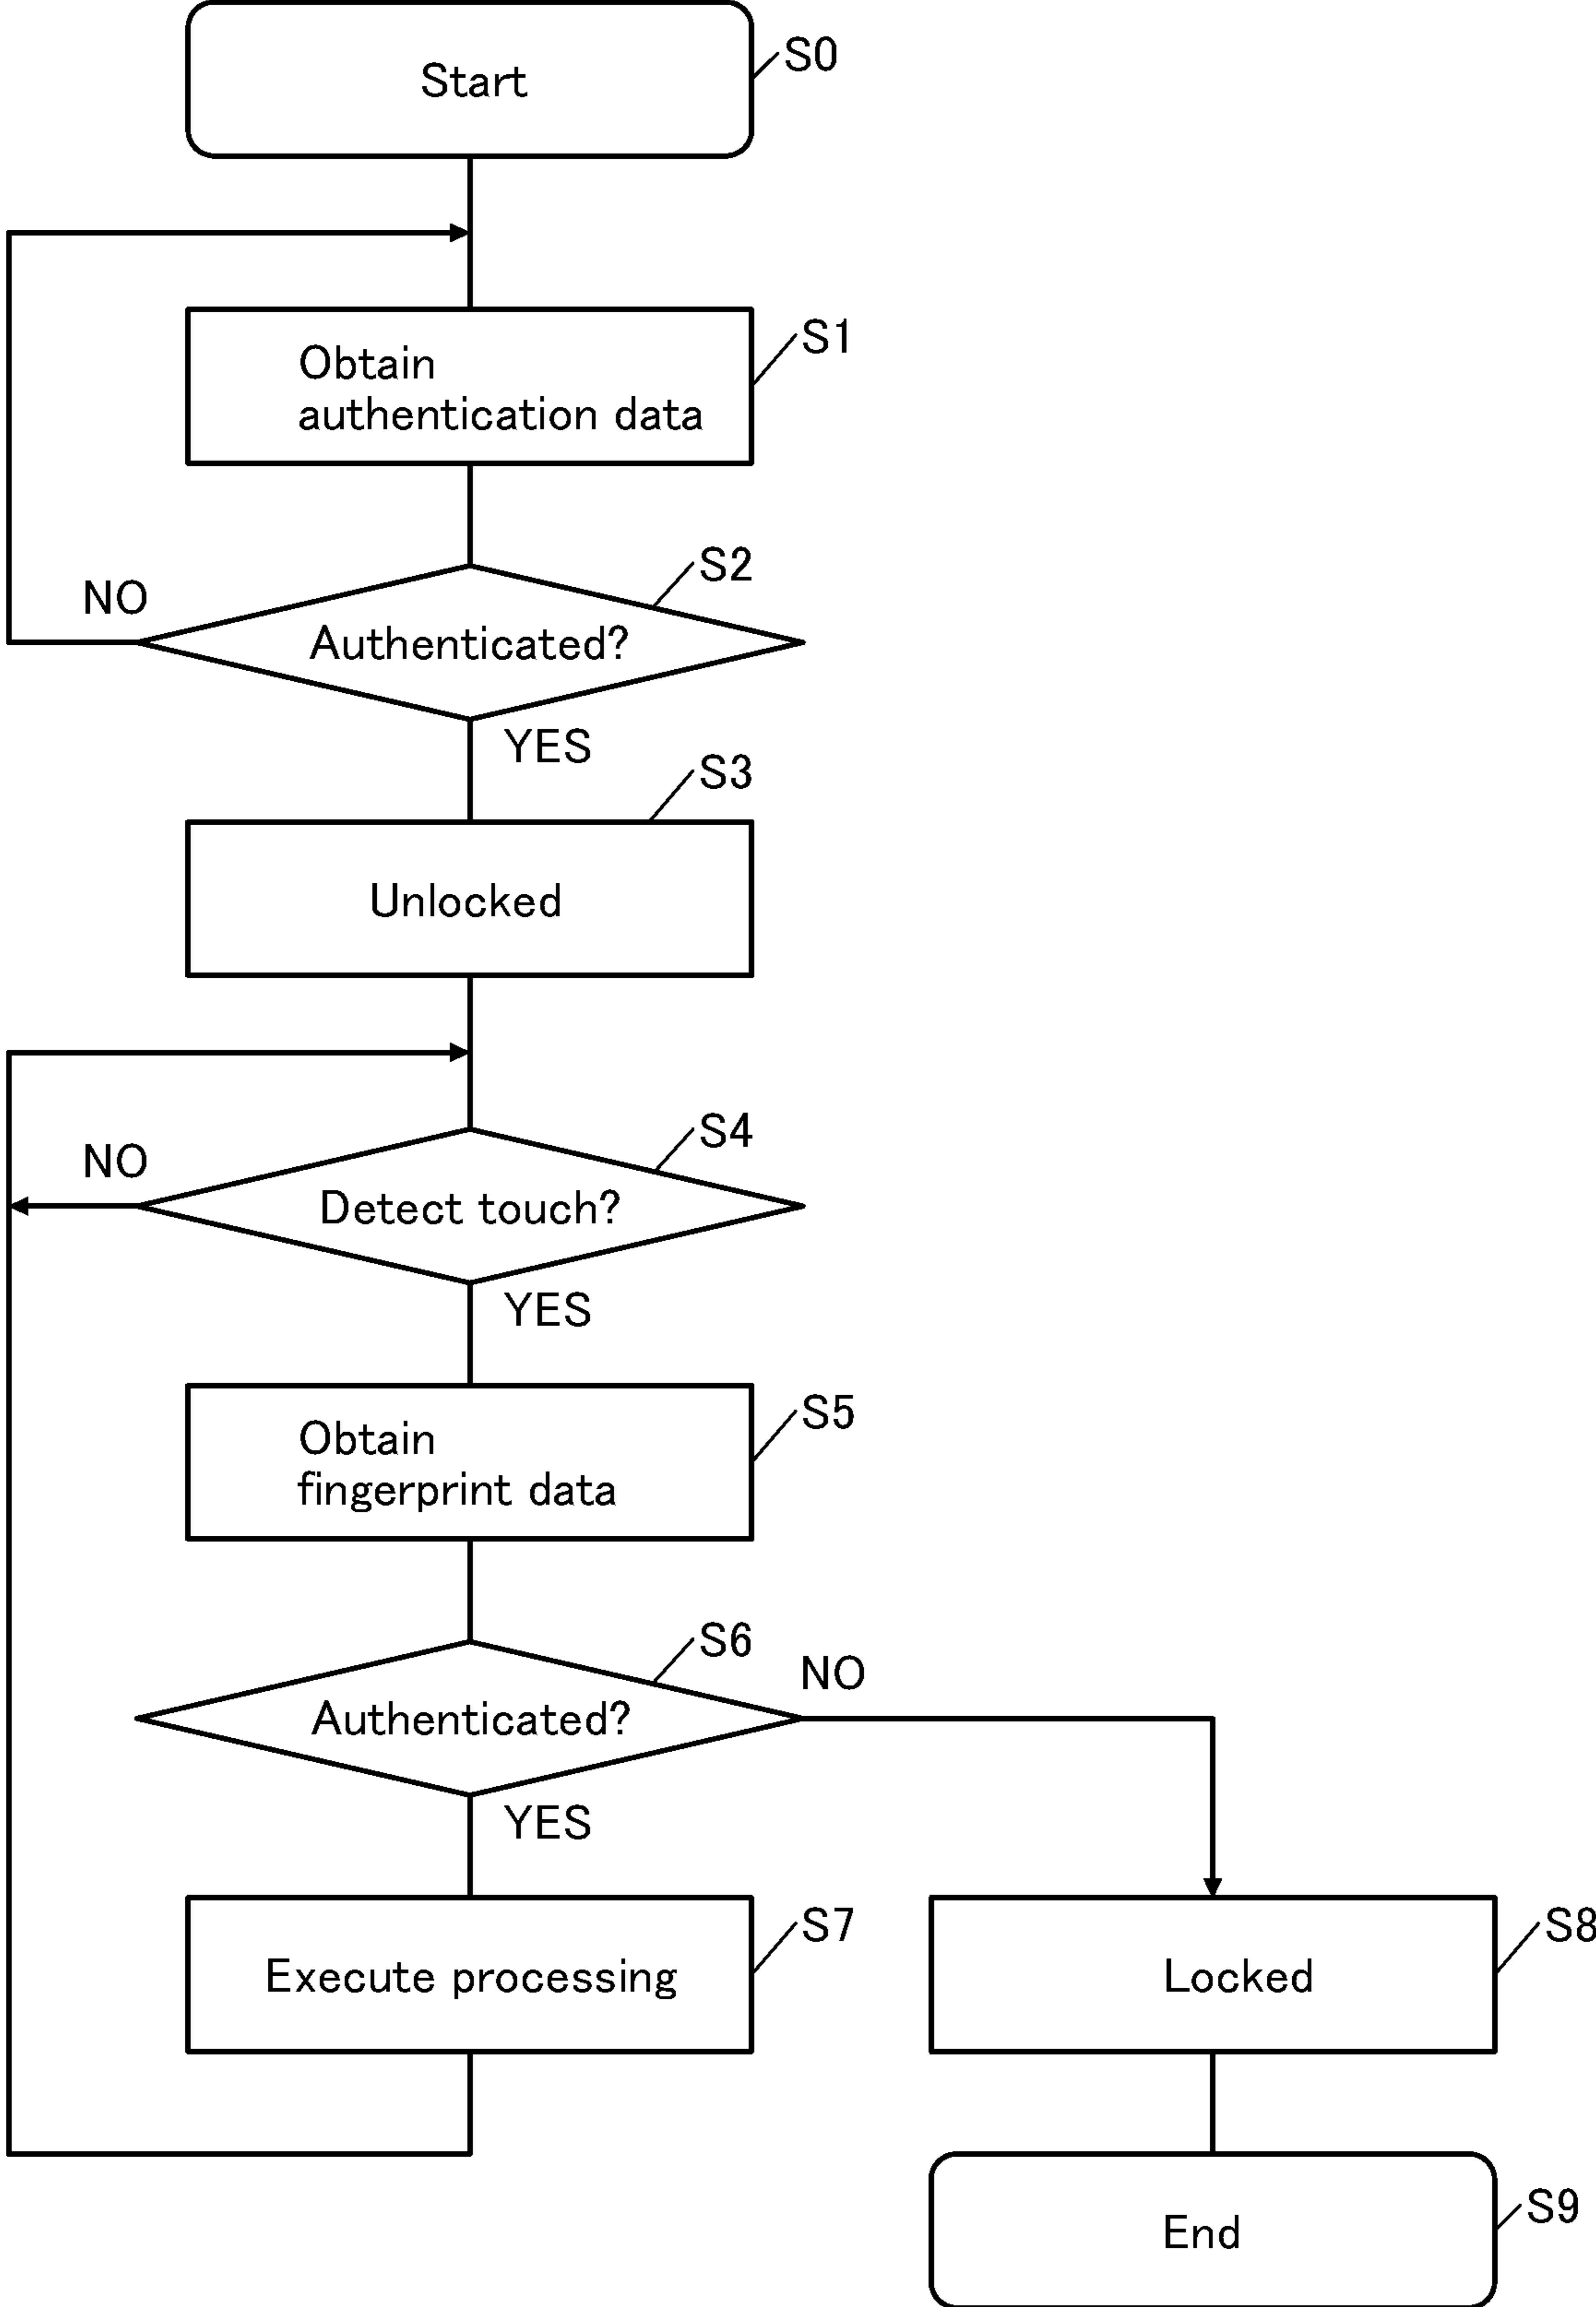 Start
S0
S1
Obtain
authentication data
S2
NO
Authenticated?
YES
S3
Unlocked
S4
NO
Detect touch?
YES
S5
Obtain
fingerprint data
S6
NO
Authenticated?
YES
S7
S8
Execute processing
Locked
S9
End